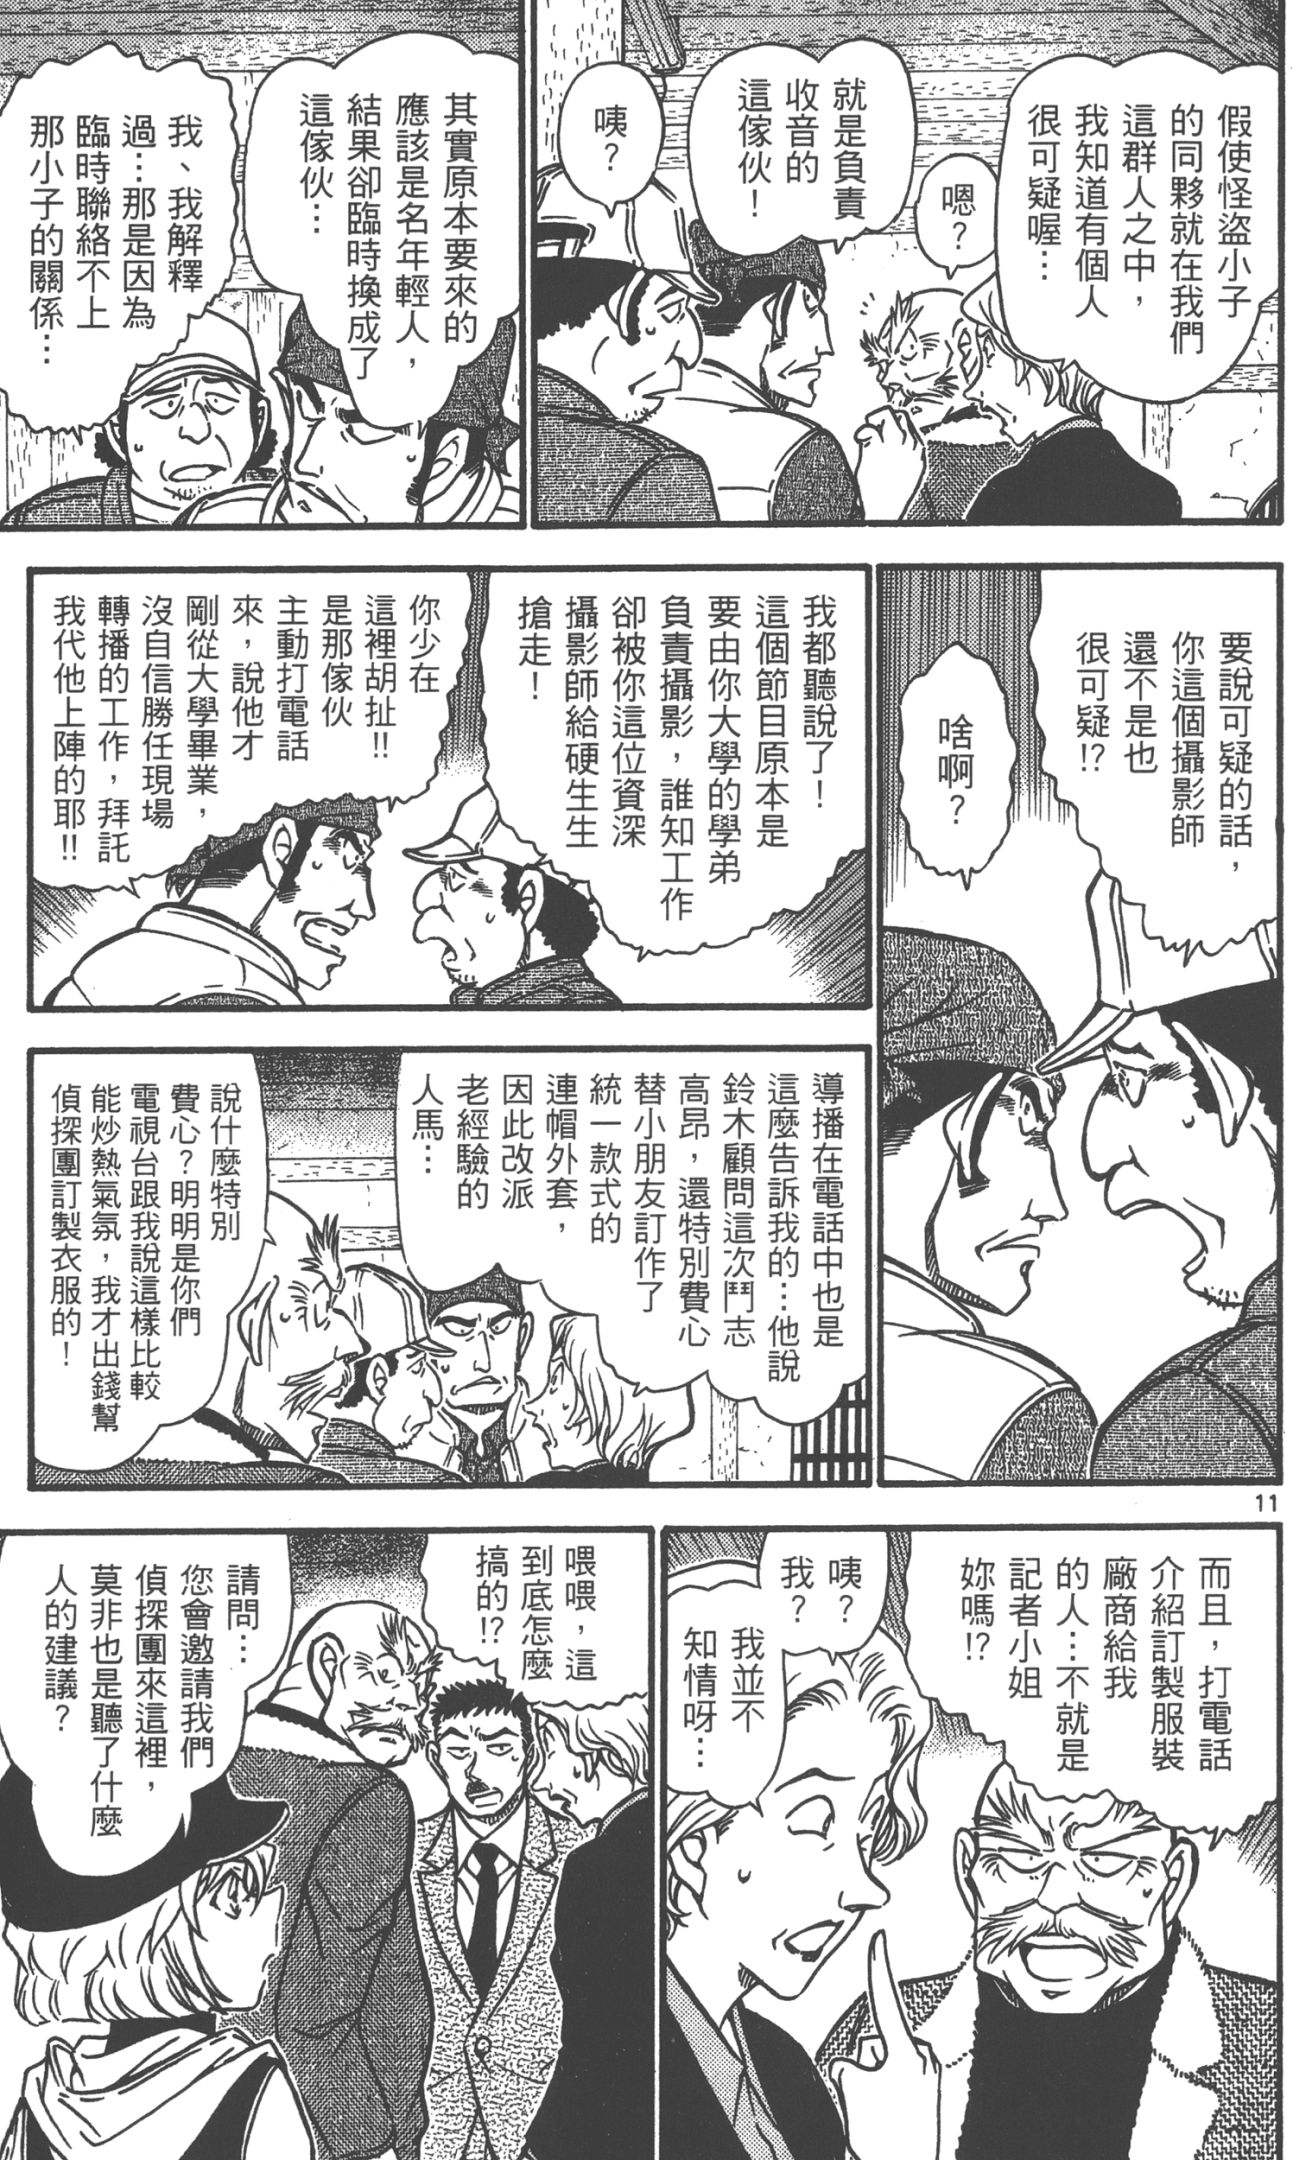 假使怪盜小子
的同夥就在我們
這群人之中，
我知道有個人
很可疑喔…
嗯？
就是負責
收音的
這傢伙！
咦？
其實原本要來的
應該是名年輕人，
結果卻臨時換成了
這傢伙…
我、我解釋
過…那是因為
臨時聯絡不上
那小子的關係…
要說可疑的話，
你這個攝影師
還不是也
很可疑!?
啥啊？
我都聽說了！
這個節目原本是
要由你大學的學弟
負責攝影，誰知工作
卻被你這位資深
攝影師給硬生生
搶走！
你少在
這裡胡扯!!
是那傢伙
主動打電話
來，說他才
剛從大學畢業，
沒自信勝任現場
轉播的工作，拜託
我代他上陣的耶!!
導播在電話中也是
這麼告訴我的…他說
鈴木顧問這次鬥志
高昂，還特別費心
替小朋友訂作了
統一款式的
連帽外套，
因此改派
老經驗的
人馬…
說什麼特別
費心？明明是你們
電視台跟我說這樣比較
能炒熱氣氛，我才出錢幫
偵探團訂製衣服的！
11
而且，打電話
介紹訂製服裝
廠商給我
的人…不就是
記者小姐
妳嗎!?
咦？
我？
我並不
知情呀…
喂喂，這
到底怎麼
搞的!?
請問…
您會邀請我們
偵探團來這裡，
莫非也是聽了什麼
人的建議？